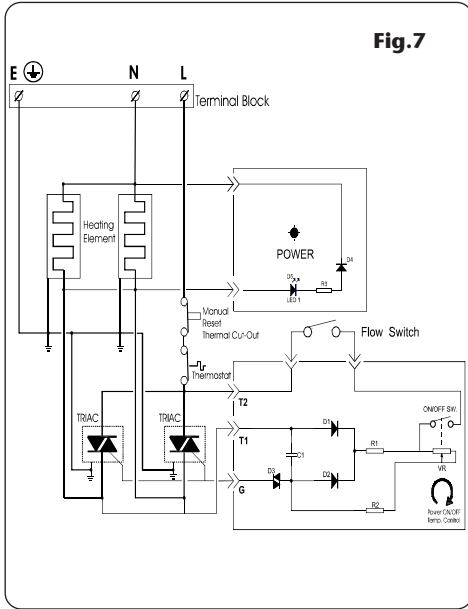 Fig.7
E N L
Terminal Block
Heating
Element
POWER
D4
D5
R3
LED 1
Manual
Reset
Thermal Cut-Out
Flow Switch
Thermostat
T2
ON/OFF SW.
TRIAC TRIAC
T1
D1
C1
R1
D3
D2
VR
G
R2
Power ON/OFF
Temp. Control